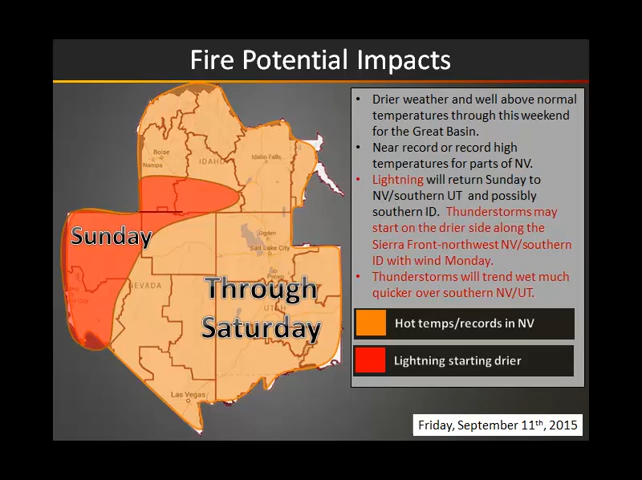 Fire Potential Impacts
• Drier weather and well above normal
temperatures through this weekend
for the Great Basin.
• Near record or record high
temperatures for parts of NV.
• Lightning will return Sunday to
NV/southern UT and possibly
southern ID. Thunderstorms may
start on the drier side along the
Sierra Front-northwest NV/southern
ID with wind Monday.
• Thunderstorms will trend wet much
quicker over southern NV/UT.
Hot temps/records in NV
Lightning starting drier
Friday, September 11th, 2015
Boise
Nampa
IDAHO
Idaho Falls
Sunday
Ogden
Salt Lake City
Provo
NEVADA
Through
UTAH
Saturday
Las Vegas